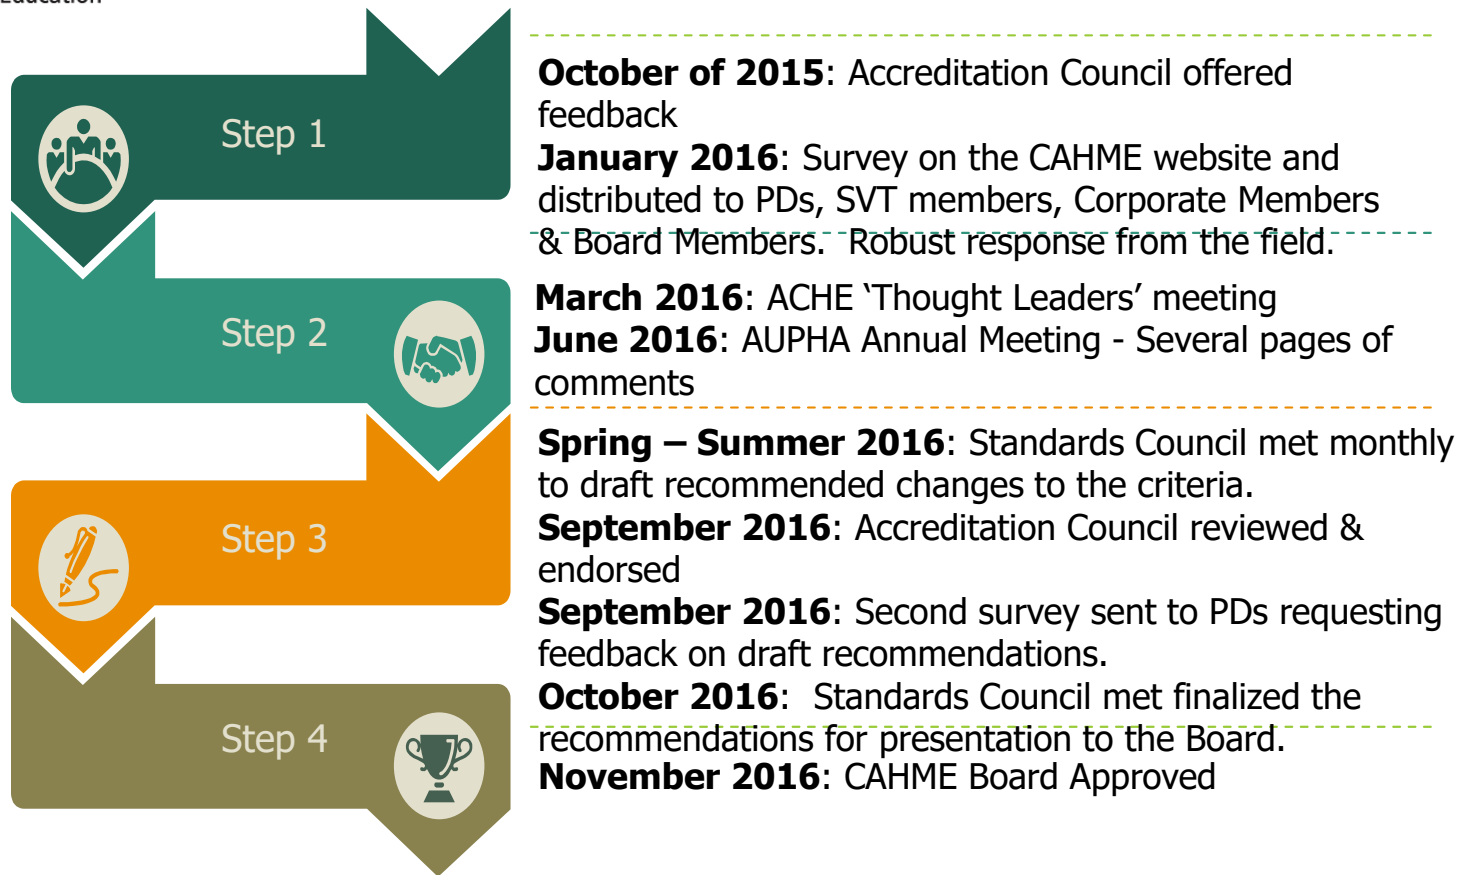 Education
Step 1
October of 2015: Accreditation Council offered
feedback
January 2016: Survey on the CAHME website and
distributed to PDs, SVT members, Corporate Members
& Board Members.  Robust response from the field.
Step 2
March 2016: ACHE ‘Thought Leaders’ meeting
June 2016: AUPHA Annual Meeting - Several pages of
comments
Step 3
Spring – Summer 2016: Standards Council met monthly
to draft recommended changes to the criteria.
September 2016: Accreditation Council reviewed &
endorsed
September 2016: Second survey sent to PDs requesting
feedback on draft recommendations.
October 2016:  Standards Council met finalized the
recommendations for presentation to the Board.
Step 4
November 2016: CAHME Board Approved